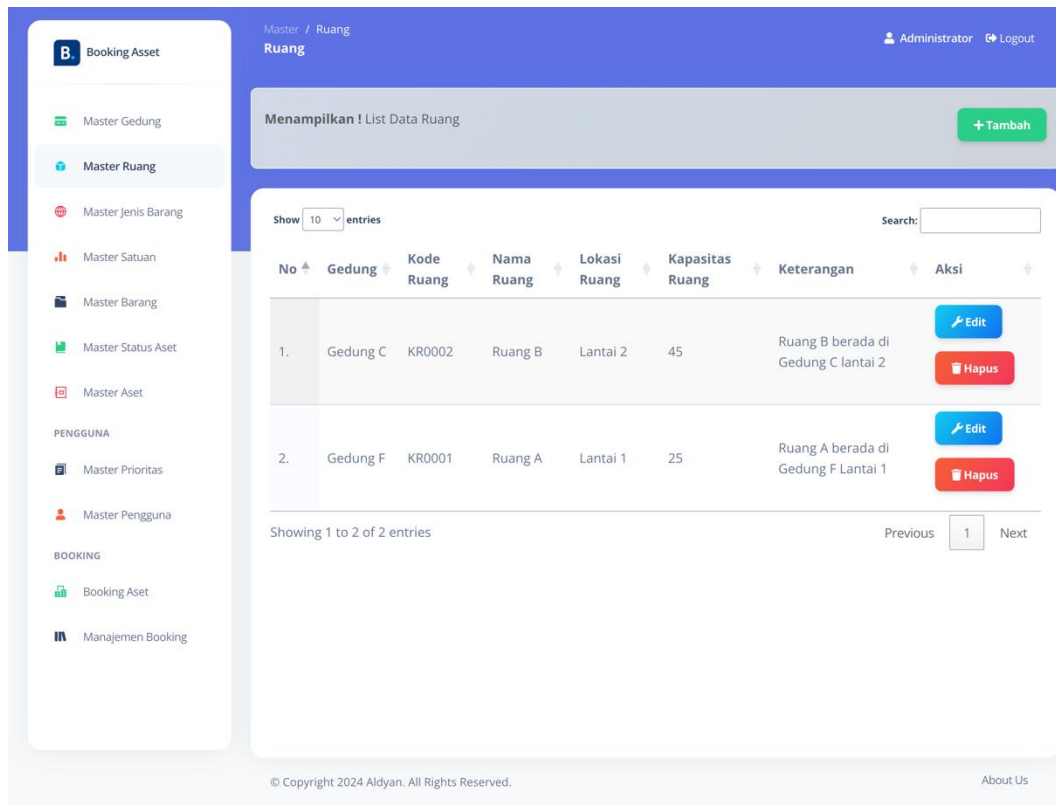 B. Booking Asset
Master Gedung
Master Ruang
Master Jenis Barang
Master Satuan
Master Barang
Master Status Aset
Master Aset
PENGGUNA
Master Prioritas
Master Pengguna
BOOKING
Booking Aset
Manajemen Booking
Master / Ruang
Ruang
Administrator Logout
Menampilkan ! List Data Ruang
+ Tambah
Show 10 entries Search:
No Gedung Kode Ruang Nama Ruang Lokasi Ruang Kapasitas Ruang Keterangan Aksi
1. Gedung C KR0002 Ruang B Lantai 2 45 Ruang B berada di Gedung C lantai 2 Edit Hapus
2. Gedung F KR0001 Ruang A Lantai 1 25 Ruang A berada di Gedung F Lantai 1 Edit Hapus
Showing 1 to 2 of 2 entries Previous 1 Next
© Copyright 2024 Aldyan. All Rights Reserved. About Us